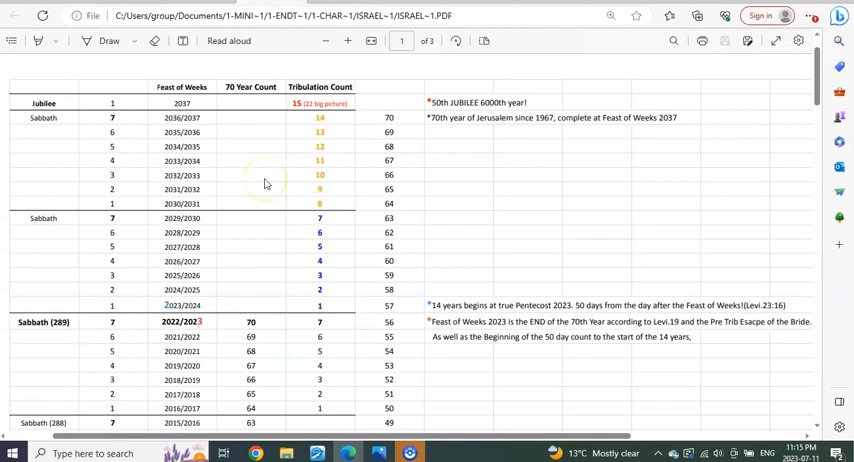 File C:/Users/group/Documents/1-MINI~1/1-ENDT~1/1-CHAR~1/ISRAEL~1/ISRAEL~1.PDF Sign in
Draw Read aloud 1 of 3
Feast of Weeks 70 Year Count Tribulation Count
Jubilee 1 2037 15 (22 big picture) *50th JUBILEE 6000th year!
Sabbath 7 2036/2037 14 70 *70th year of Jerusalem since 1967, complete at Feast of Weeks 2037
6 2035/2036 13 69
5 2034/2035 12 68
4 2033/2034 11 67
3 2032/2033 10 66
2 2031/2032 9 65
1 2030/2031 8 64
Sabbath 7 2029/2030 7 63
6 2028/2029 6 62
5 2027/2028 5 61
4 2026/2027 4 60
3 2025/2026 3 59
2 2024/2025 2 58
1 2023/2024 1 57 *14 years begins at true Pentecost 2023. 50 days from the day after the Feast of Weeks!(Levi.23:16)
Sabbath (289) 7 2022/2023 70 7 56 *Feast of Weeks 2023 is the END of the 70th Year according to Levi.19 and the Pre Trib Esacpe of the Bride.
6 2021/2022 69 6 55 As well as the Beginning of the 50 day count to the start of the 14 years,
5 2020/2021 68 5 54
4 2019/2020 67 4 53
3 2018/2019 66 3 52
2 2017/2018 65 2 51
1 2016/2017 64 1 50
Sabbath (288) 7 2015/2016 63 49
Type here to search 13°C Mostly clear ENG 11:15 PM
2023-07-11